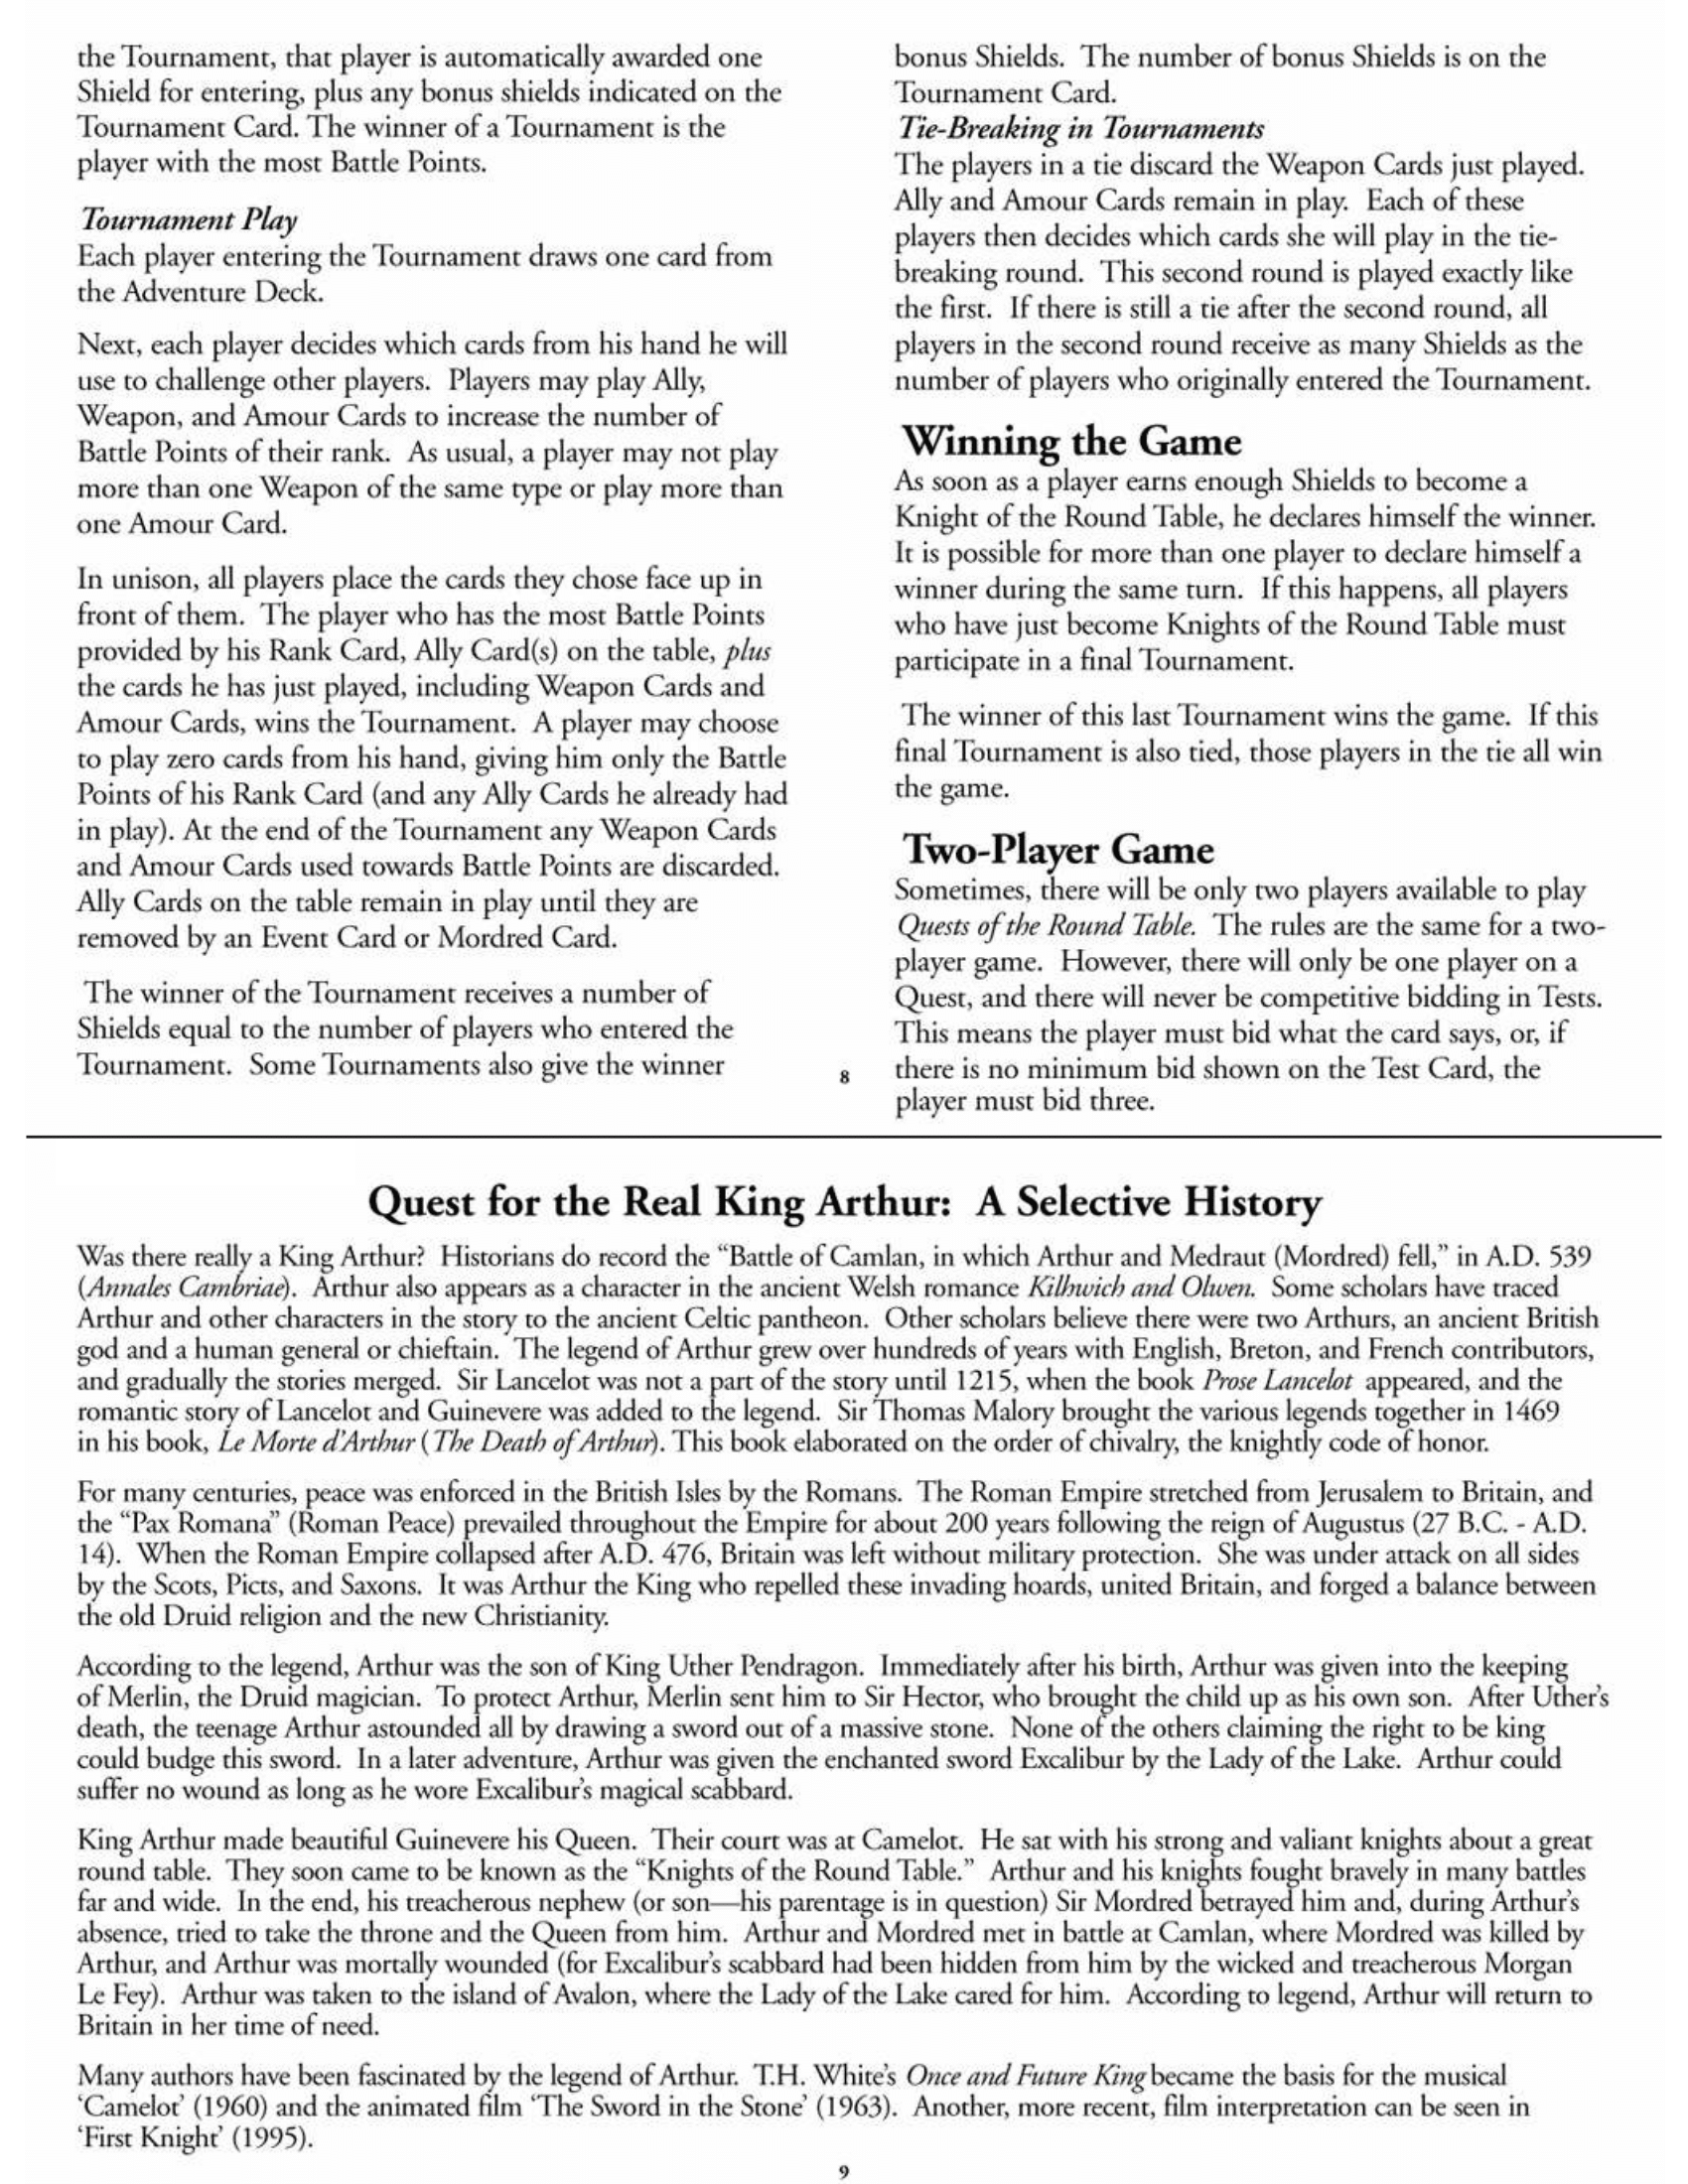 the Tournament, that player is automatically awarded one
Shield for entering, plus any bonus shields indicated on the
Tournament Card. The winner of a Tournament is the
player with the most Battle Points.
Tournament Play
Each player entering the Tournament draws one card from
the Adventure Deck.
Next, each player decides which cards from his hand he will
use to challenge other players.  Players may play Ally,
Weapon, and Amour Cards to increase the number of
Battle Points of their rank.  As usual, a player may not play
more than one Weapon of the same type or play more than
one Amour Card.
In unison, all players place the cards they chose face up in
front of them.  The player who has the most Battle Points
provided by his Rank Card, Ally Card(s) on the table, plus
the cards he has just played, including Weapon Cards and
Amour Cards, wins the Tournament.  A player may choose
to play zero cards from his hand, giving him only the Battle
Points of his Rank Card (and any Ally Cards he already had
in play). At the end of the Tournament any Weapon Cards
and Amour Cards used towards Battle Points are discarded.
Ally Cards on the table remain in play until they are
removed by an Event Card or Mordred Card.
The winner of the Tournament receives a number of
Shields equal to the number of players who entered the
Tournament.  Some Tournaments also give the winner
bonus Shields.  The number of bonus Shields is on the
Tournament Card.
Tie-Breaking in Tournaments
The players in a tie discard the Weapon Cards just played.
Ally and Amour Cards remain in play.  Each of these
players then decides which cards she will play in the tie-
breaking round.  This second round is played exactly like
the first.  If there is still a tie after the second round, all
players in the second round receive as many Shields as the
number of players who originally entered the Tournament.
Winning the Game
As soon as a player earns enough Shields to become a
Knight of the Round Table, he declares himself the winner.
It is possible for more than one player to declare himself a
winner during the same turn.  If this happens, all players
who have just become Knights of the Round Table must
participate in a final Tournament.
The winner of this last Tournament wins the game.  If this
final Tournament is also tied, those players in the tie all win
the game.
Two-Player Game
Sometimes, there will be only two players available to play
Quests of the Round Table.  The rules are the same for a two-
player game.  However, there will only be one player on a
Quest, and there will never be competitive bidding in Tests.
This means the player must bid what the card says, or, if
there is no minimum bid shown on the Test Card, the
player must bid three.
8
Quest for the Real King Arthur:  A Selective History
Was there really a King Arthur?  Historians do record the “Battle of Camlan, in which Arthur and Medraut (Mordred) fell,” in A.D. 539
(Annales Cambriae).  Arthur also appears as a character in the ancient Welsh romance Kilhwich and Olwen.  Some scholars have traced
Arthur and other characters in the story to the ancient Celtic pantheon.  Other scholars believe there were two Arthurs, an ancient British
god and a human general or chieftain.  The legend of Arthur grew over hundreds of years with English, Breton, and French contributors,
and gradually the stories merged.  Sir Lancelot was not a part of the story until 1215, when the book Prose Lancelot appeared, and the
romantic story of Lancelot and Guinevere was added to the legend.  Sir Thomas Malory brought the various legends together in 1469
in his book, Le Morte d’Arthur (The Death of Arthur). This book elaborated on the order of chivalry, the knightly code of honor.
For many centuries, peace was enforced in the British Isles by the Romans.  The Roman Empire stretched from Jerusalem to Britain, and
the “Pax Romana” (Roman Peace) prevailed throughout the Empire for about 200 years following the reign of Augustus (27 B.C. - A.D.
14).  When the Roman Empire collapsed after A.D. 476, Britain was left without military protection.  She was under attack on all sides
by the Scots, Picts, and Saxons.  It was Arthur the King who repelled these invading hoards, united Britain, and forged a balance between
the old Druid religion and the new Christianity.
According to the legend, Arthur was the son of King Uther Pendragon.  Immediately after his birth, Arthur was given into the keeping
of Merlin, the Druid magician.  To protect Arthur, Merlin sent him to Sir Hector, who brought the child up as his own son.  After Uther’s
death, the teenage Arthur astounded all by drawing a sword out of a massive stone.  None of the others claiming the right to be king
could budge this sword.  In a later adventure, Arthur was given the enchanted sword Excalibur by the Lady of the Lake.  Arthur could
suffer no wound as long as he wore Excalibur’s magical scabbard.
King Arthur made beautiful Guinevere his Queen.  Their court was at Camelot.  He sat with his strong and valiant knights about a great
round table.  They soon came to be known as the “Knights of the Round Table.”  Arthur and his knights fought bravely in many battles
far and wide.  In the end, his treacherous nephew (or son—his parentage is in question) Sir Mordred betrayed him and, during Arthur’s
absence, tried to take the throne and the Queen from him.  Arthur and Mordred met in battle at Camlan, where Mordred was killed by
Arthur, and Arthur was mortally wounded (for Excalibur’s scabbard had been hidden from him by the wicked and treacherous Morgan
Le Fey).  Arthur was taken to the island of Avalon, where the Lady of the Lake cared for him.  According to legend, Arthur will return to
Britain in her time of need.
Many authors have been fascinated by the legend of Arthur.  T.H. White’s Once and Future King became the basis for the musical
‘Camelot’ (1960) and the animated film ‘The Sword in the Stone’ (1963).  Another, more recent, film interpretation can be seen in
‘First Knight’ (1995).
9